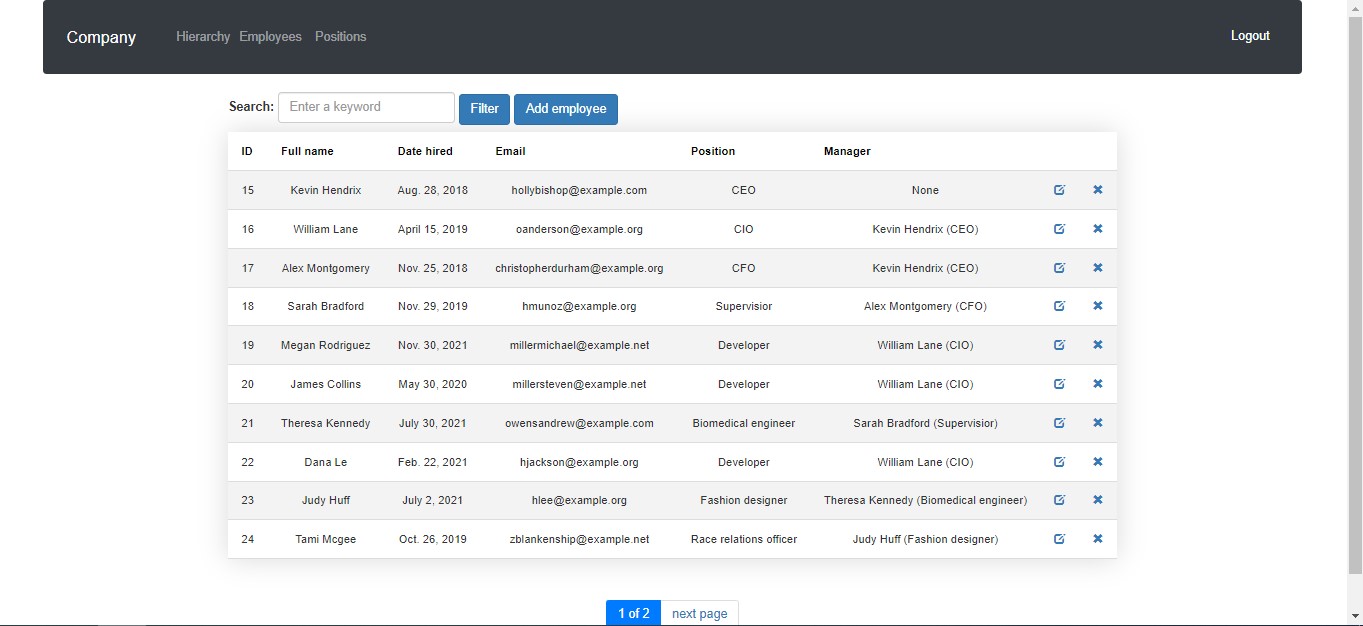 Company Hierarchy Employees Positions Logout
Search: Enter a keyword Filter Add employee
ID Full name Date hired Email Position Manager
15 Kevin Hendrix Aug. 28, 2018 hollybishop@example.com CEO None
16 William Lane April 15, 2019 oanderson@example.org CIO Kevin Hendrix (CEO)
17 Alex Montgomery Nov. 25, 2018 christopherdurham@example.org CFO Kevin Hendrix (CEO)
18 Sarah Bradford Nov. 29, 2019 hmunoz@example.org Supervisior Alex Montgomery (CFO)
19 Megan Rodriguez Nov. 30, 2021 millermichael@example.net Developer William Lane (CIO)
20 James Collins May 30, 2020 millersteven@example.net Developer William Lane (CIO)
21 Theresa Kennedy July 30, 2021 owensandrew@example.com Biomedical engineer Sarah Bradford (Supervisior)
22 Dana Le Feb. 22, 2021 hjackson@example.org Developer William Lane (CIO)
23 Judy Huff July 2, 2021 hlee@example.org Fashion designer Theresa Kennedy (Biomedical engineer)
24 Tami Mcgee Oct. 26, 2019 zblankenship@example.net Race relations officer Judy Huff (Fashion designer)
1 of 2 next page